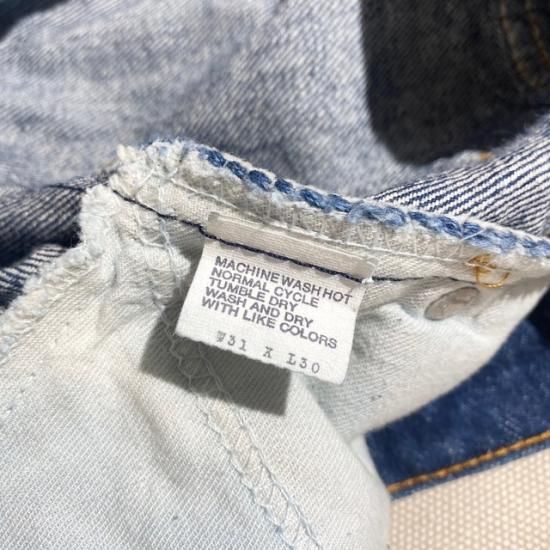 MACHINE WASH HOT
NORMAL CYCLE
TUMBLE DRY
WASH AND DRY
WITH LIKE COLORS
W31 X L30